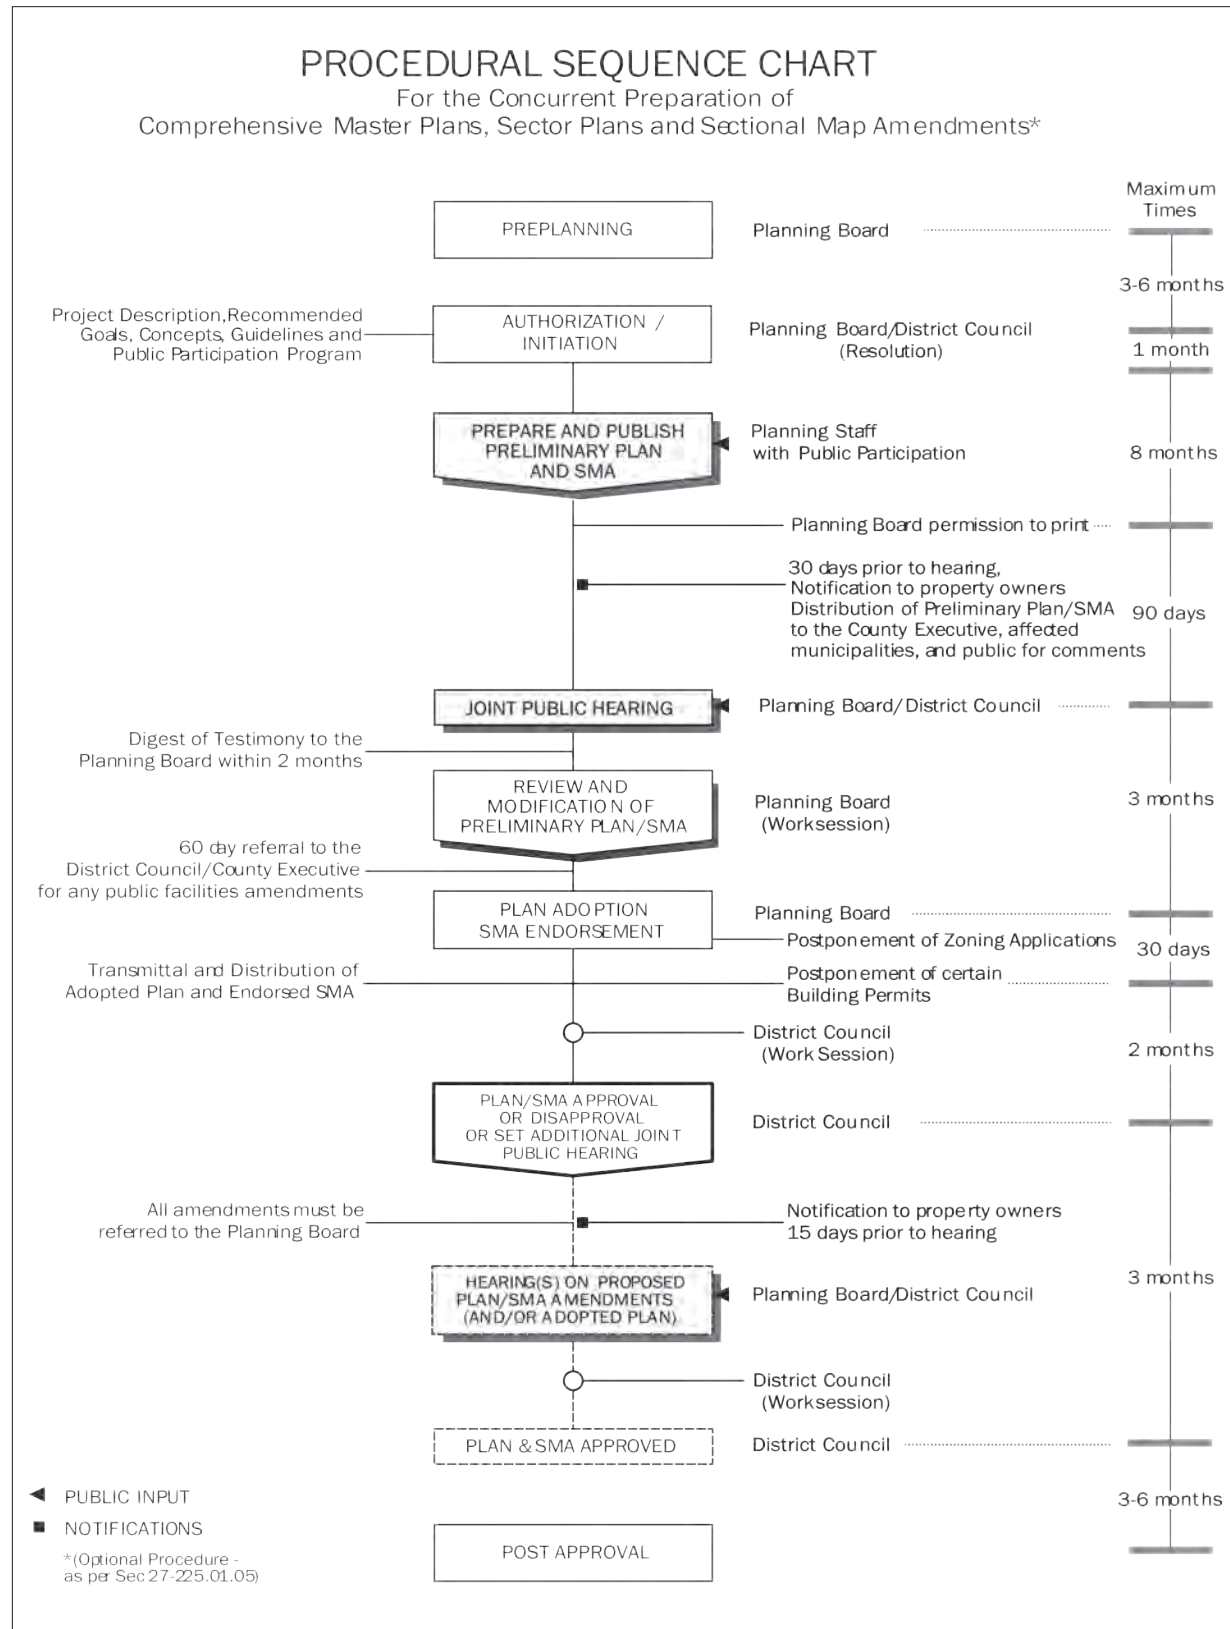 PROCEDURAL SEQUENCE CHART
For the Concurrent Preparation of
Comprehensive Master Plans, Sector Plans and Sectional Map Amendments*
Maximum
Times
PREPLANNING
Planning Board
3-6 months
Project Description, Recommended
Goals, Concepts, Guidelines and
Public Participation Program
AUTHORIZATION /
INITIATION
Planning Board/District Council
(Resolution)
1 month
PREPARE AND PUBLISH
PRELIMINARY PLAN
AND SMA
Planning Staff
with Public Participation
8 months
Planning Board permission to print
30 days prior to hearing,
Notification to property owners
Distribution of Preliminary Plan/SMA
to the County Executive, affected
municipalities, and public for comments
90 days
JOINT PUBLIC HEARING
Planning Board/District Council
Digest of Testimony to the
Planning Board within 2 months
REVIEW AND
MODIFICATION OF
PRELIMINARY PLAN/SMA
Planning Board
(Worksession)
3 months
60 day referral to the
District Council/County Executive
for any public facilities amendments
PLAN ADOPTION
SMA ENDORSEMENT
Planning Board
Postponement of Zoning Applications
30 days
Transmittal and Distribution of
Adopted Plan and Endorsed SMA
Postponement of certain
Building Permits
District Council
(Work Session)
2 months
PLAN/SMA APPROVAL
OR DISAPPROVAL
OR SET ADDITIONAL JOINT
PUBLIC HEARING
District Council
All amendments must be
referred to the Planning Board
Notification to property owners
15 days prior to hearing
HEARING(S) ON PROPOSED
PLAN/SMA AMENDMENTS
(AND/OR ADOPTED PLAN)
Planning Board/District Council
3 months
District Council
(Worksession)
PLAN & SMA APPROVED
District Council
3-6 months
PUBLIC INPUT
NOTIFICATIONS
*(Optional Procedure -
as per Sec 27-225.01.05)
POST APPROVAL